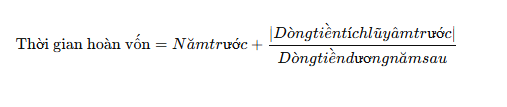 Thời gian hoàn vốn = Nămtrước + |Dòngtiềntíchlũyâmtrước| / Dòngtiềndươngnămsau